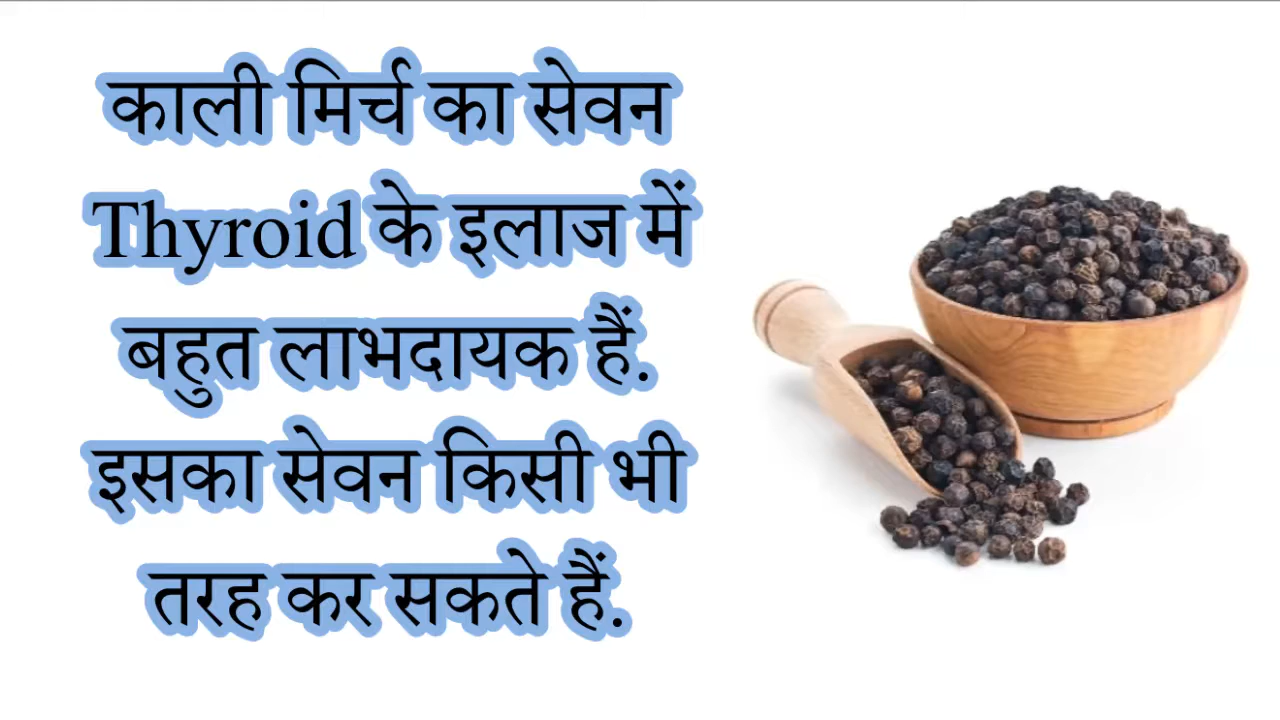 काली मिर्च का सेवन
Thyroid के इलाज में
बहुत लाभदायक हैं.
इसका सेवन किसी भी
तरह कर सकते हैं.